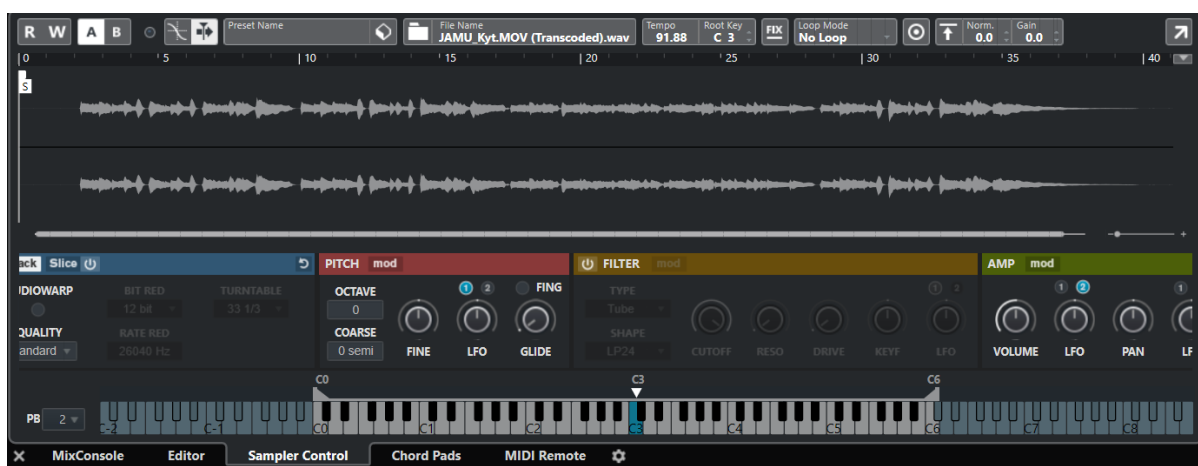 R W A B Preset Name File Name JAMU_Kyt.MOV (Transcoded).wav Tempo 91.88 Root Key C 3 FIX Loop Mode No Loop Norm. 0.0 Gain 0.0
0 5 10 15 20 25 30 35 40
S
ack Slice PITCH mod FILTER mod AMP mod
DIOWARP BIT RED TURNTABLE OCTAVE 1 2 FING TYPE 1 2 1 2 1
12 bit 33 1/3 0 Tube
QUALITY RATE RED COARSE SHAPE
andard 26040 Hz 0 semi FINE LFO GLIDE LP24 CUTOFF RESO DRIVE KEYF LFO VOLUME LFO PAN LF
C0 C3 C6
PB 2
C-2 C-1 C0 C1 C2 C3 C4 C5 C6 C7 C8
MixConsole Editor Sampler Control Chord Pads MIDI Remote